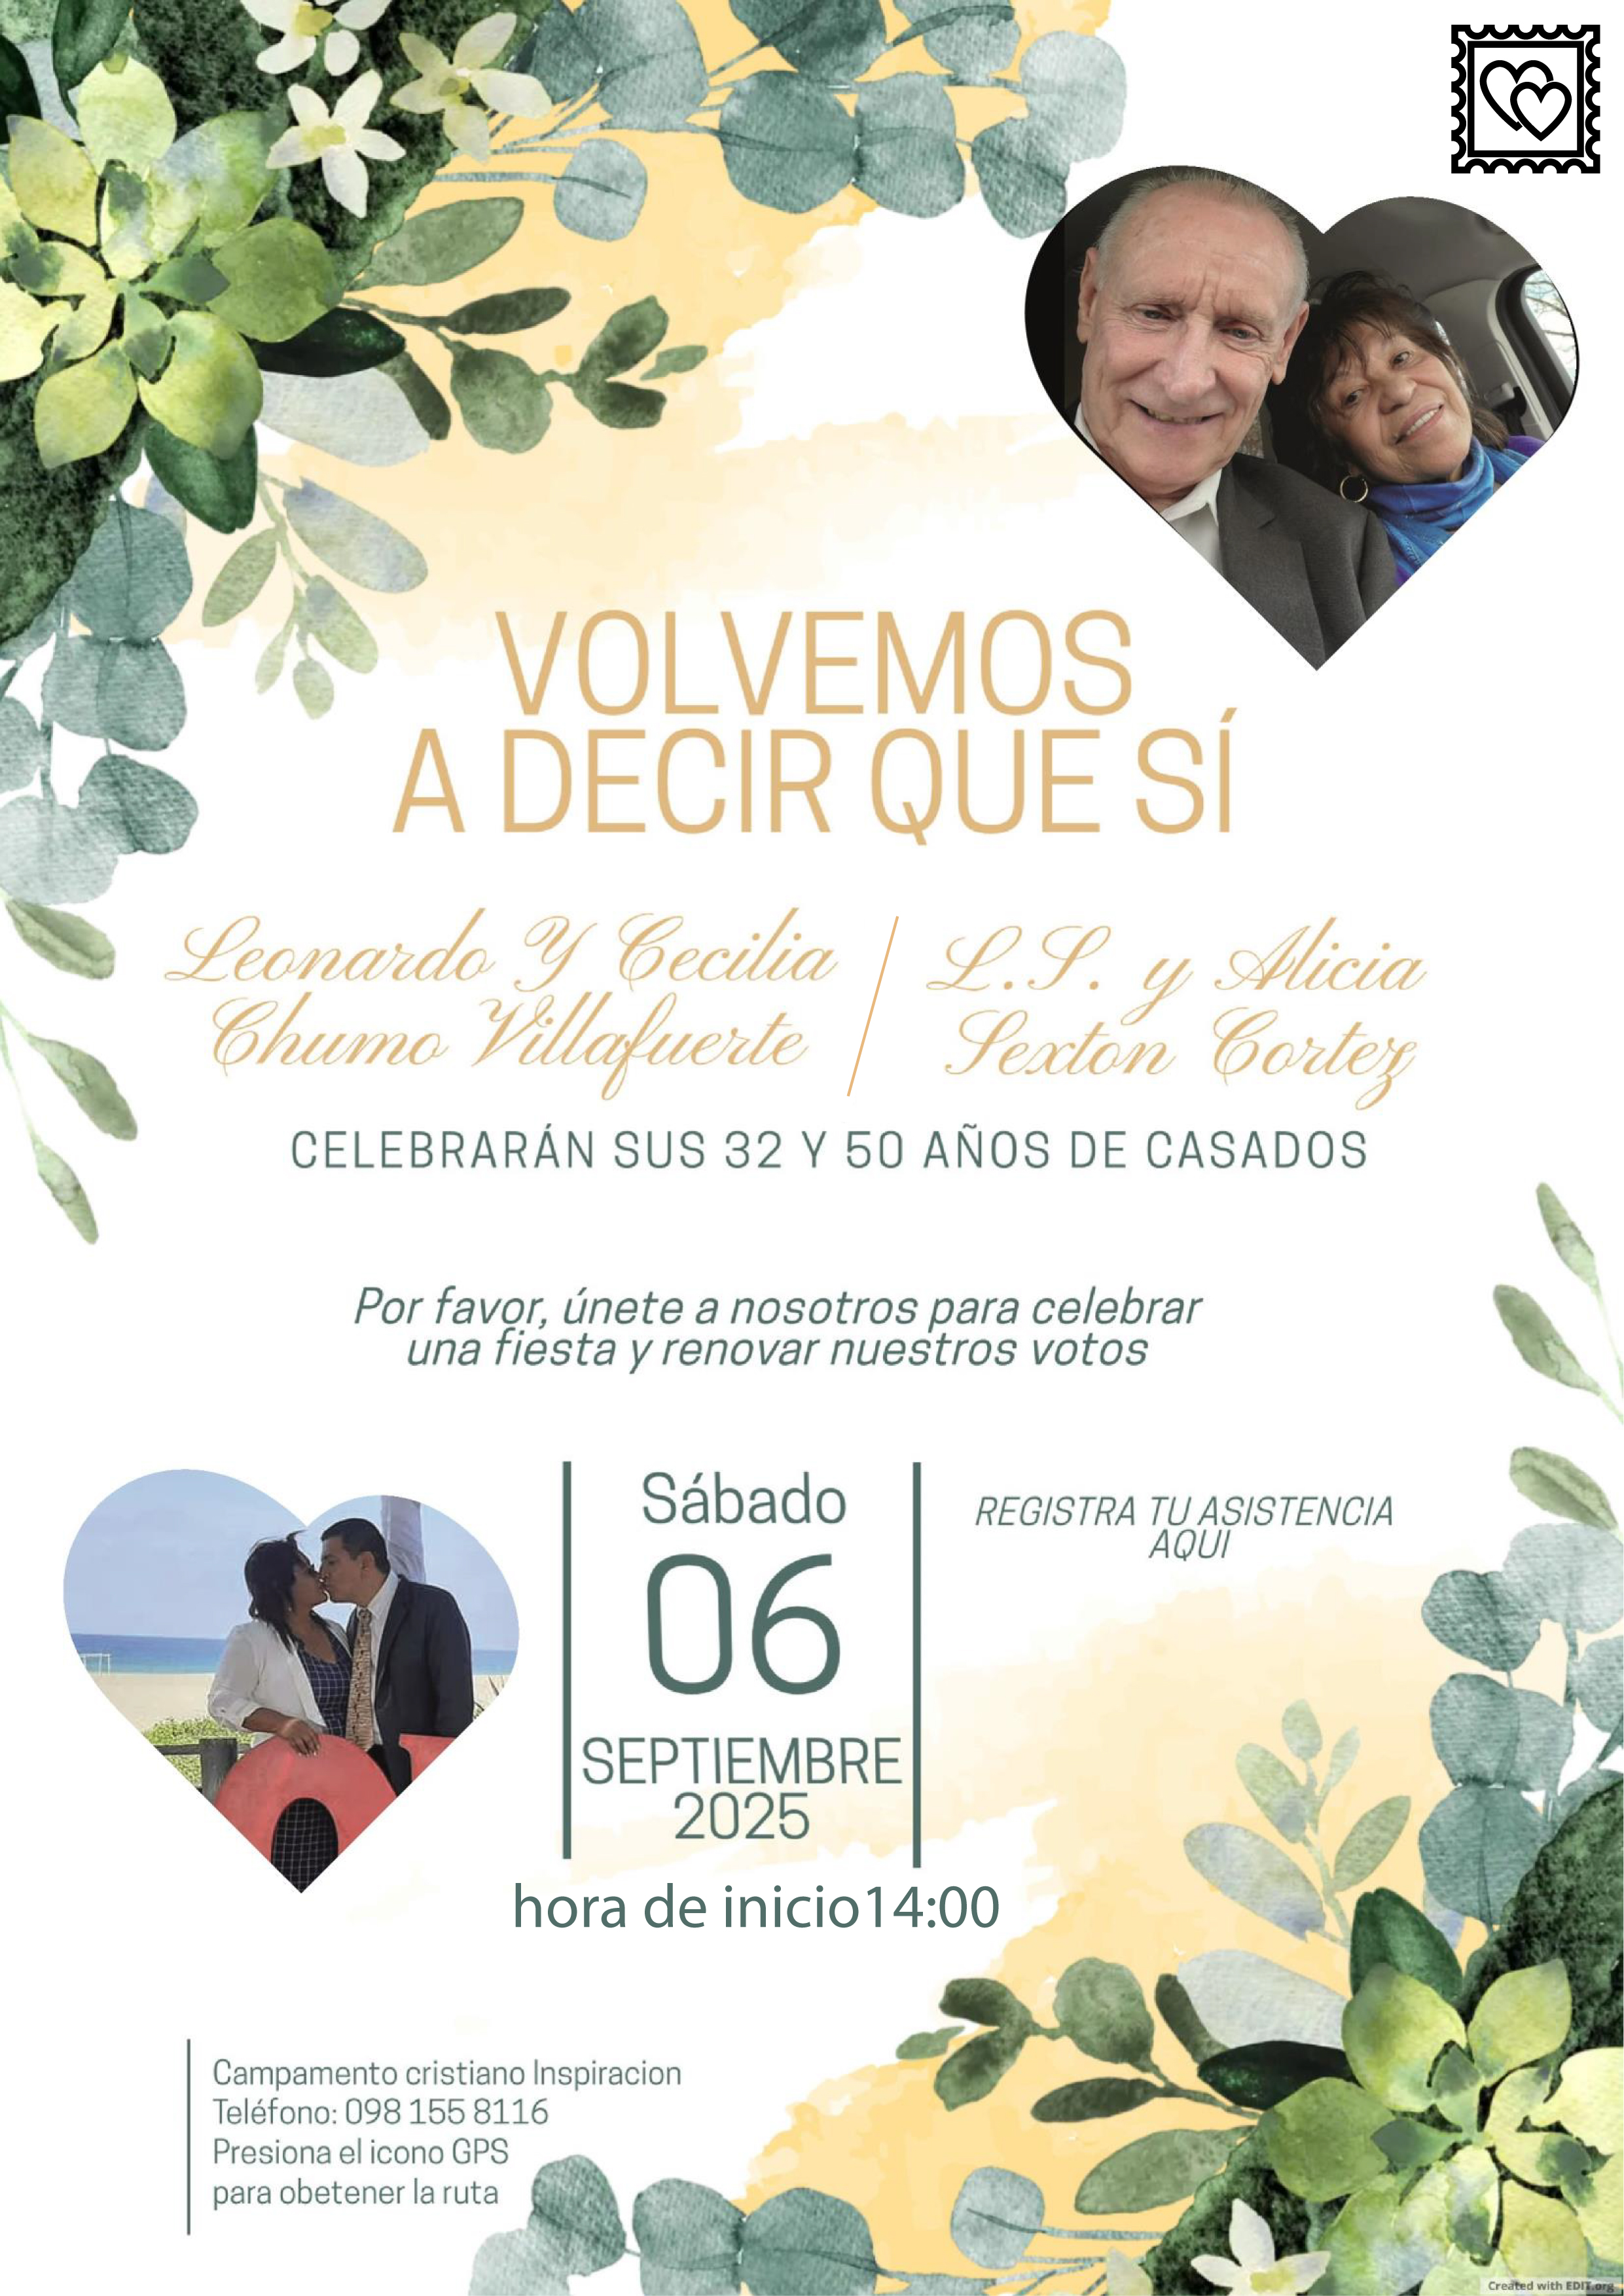 VOLVEMOS
A DECIR QUE SÍ
Leonardo Y Cecilia
Chumo Villafuerte
L.S. y Alicia
Sexton Cortez
CELEBRARÁN SUS 32 Y 50 AÑOS DE CASADOS
Por favor, únete a nosotros para celebrar
una fiesta y renovar nuestros votos
Sábado
06
SEPTIEMBRE
2025
hora de inicio14:00
REGISTRA TU ASISTENCIA
AQUI
Campamento cristiano Inspiracion
Teléfono: 098 155 8116
Presiona el icono GPS
para obetener la ruta
Created with EDIT.org